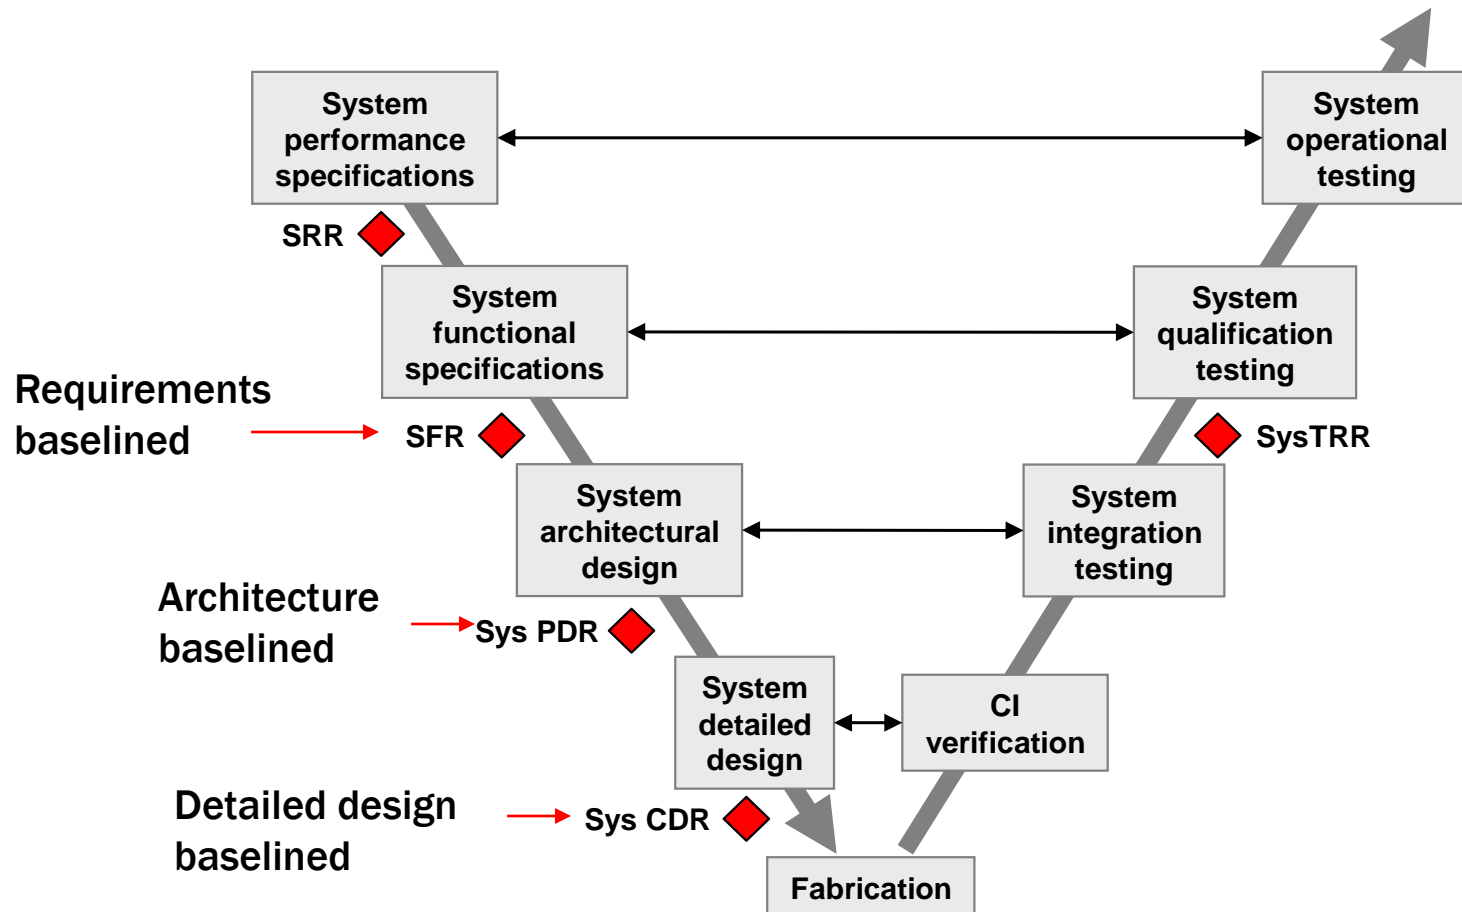 System
performance
specifications
System
operational
testing
SRR
System
functional
specifications
System
qualification
testing
Requirements
baselined
SFR
SysTRR
System
architectural
design
System
integration
testing
Architecture
baselined
Sys PDR
System
detailed
design
CI
verification
Detailed design
baselined
Sys CDR
Fabrication